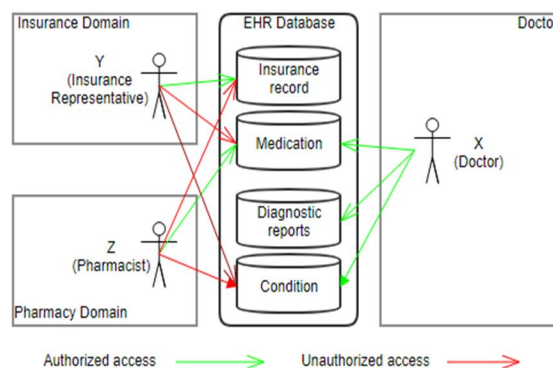 Insurance Domain
EHR Database
Docto
Y
(Insurance
Representative)
Insurance
record
Medication
X
(Doctor)
Diagnostic
reports
Z
(Pharmacist)
Condition
Pharmacy Domain
Authorized access
Unauthorized access